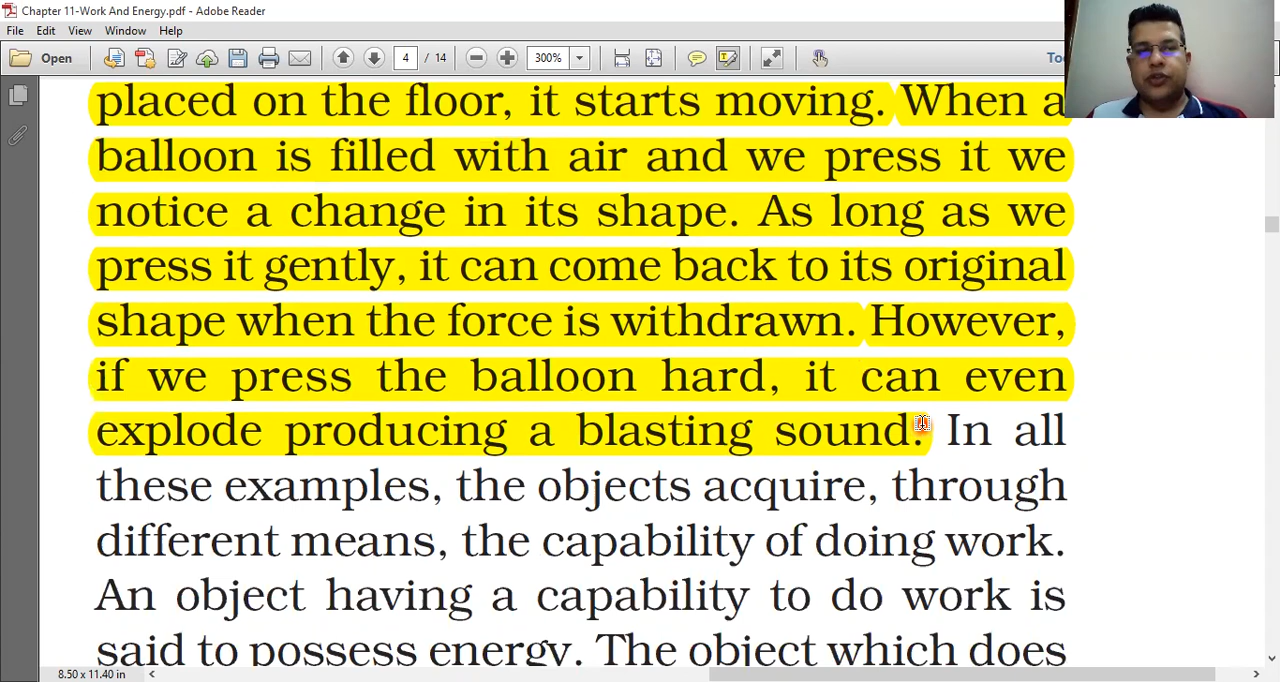 Chapter 11-Work And Energy.pdf - Adobe Reader
File Edit View Window Help
Open 4 / 14 300%
placed on the floor, it starts moving. When a
balloon is filled with air and we press it we
notice a change in its shape. As long as we
press it gently, it can come back to its original
shape when the force is withdrawn. However,
if we press the balloon hard, it can even
explode producing a blasting sound. In all
these examples, the objects acquire, through
different means, the capability of doing work.
An object having a capability to do work is
said to possess energy. The object which does
8.50 x 11.40 in